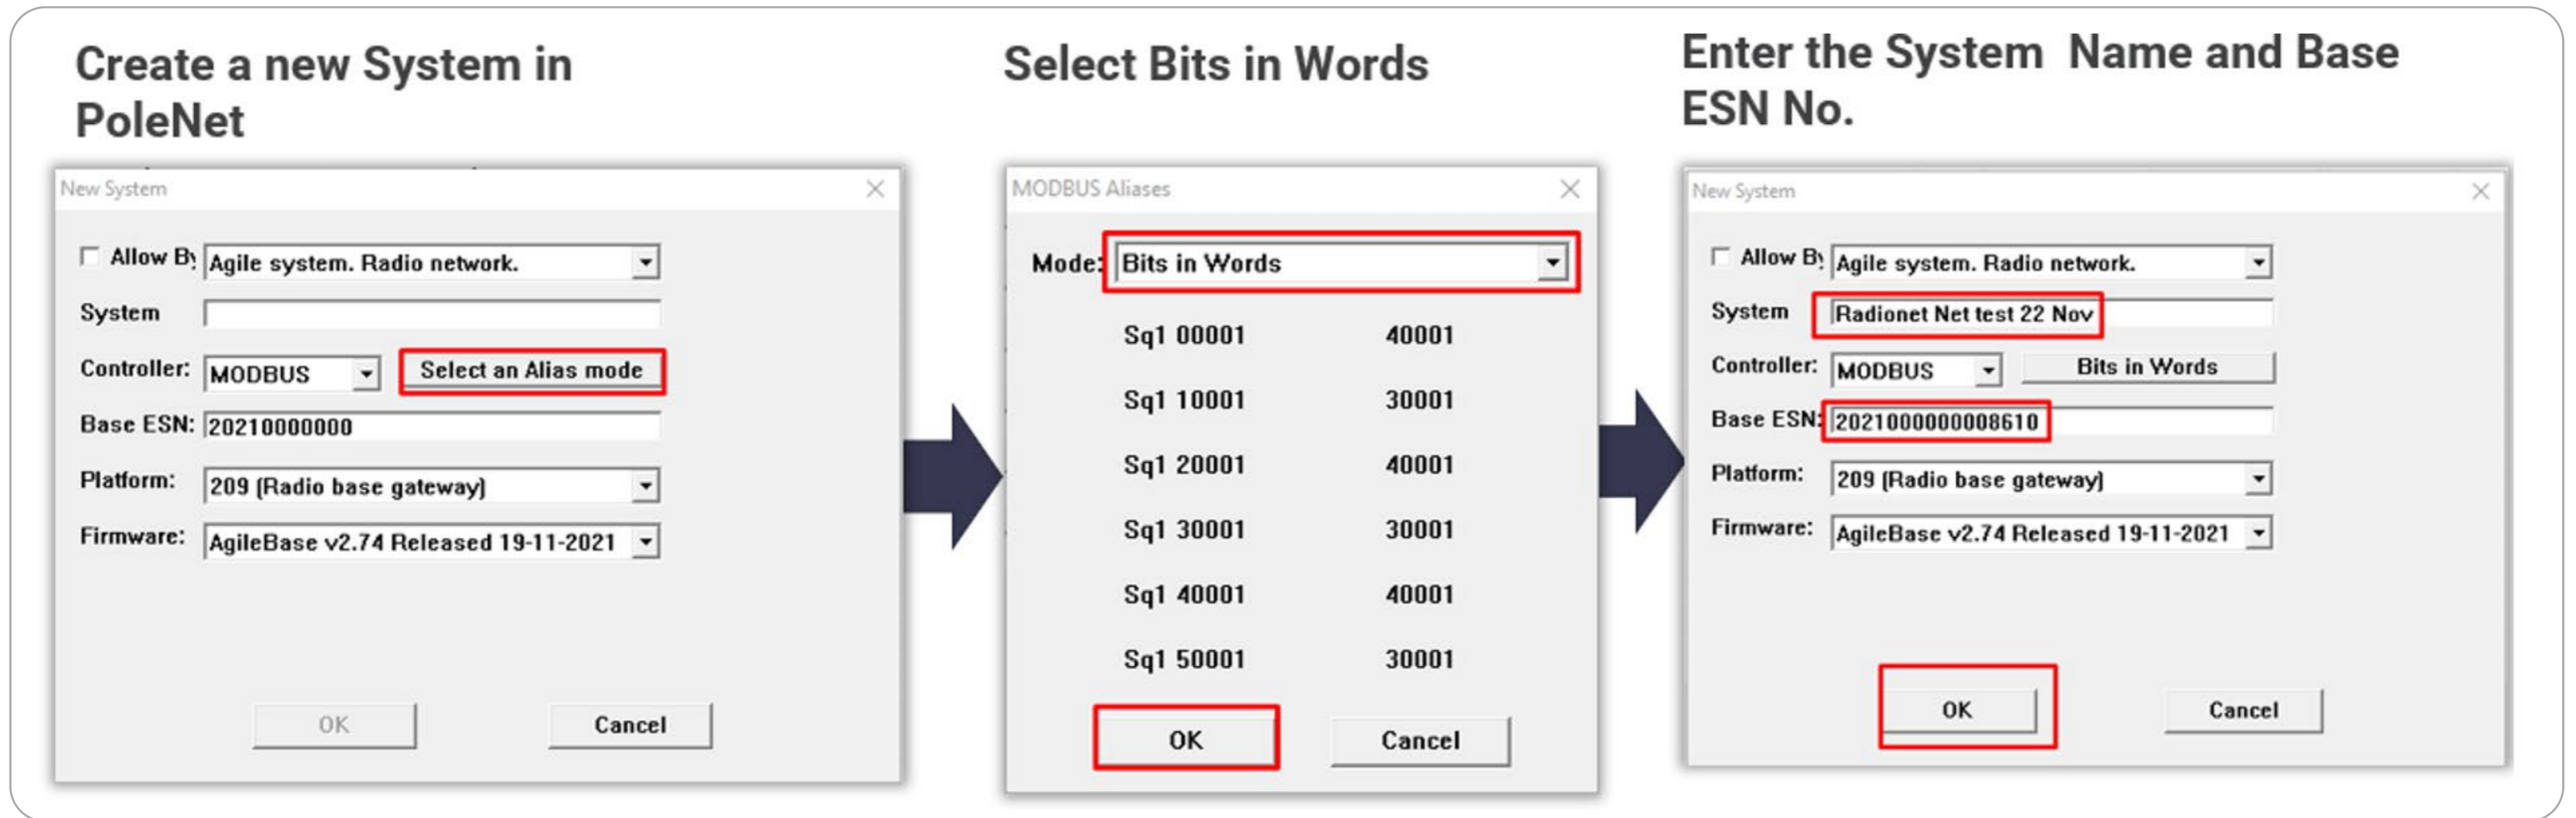 Create a new System in
PoleNet
New System
Allow By
Agile system. Radio network.
System
Controller: MODBUS Select an Alias mode
Base ESN: 20210000000
Platform: 209 (Radio base gateway)
Firmware: AgileBase v2.74 Released 19-11-2021
OK Cancel
Select Bits in Words
MODBUS Aliases
Mode: Bits in Words
Sq1 00001 40001
Sq1 10001 30001
Sq1 20001 40001
Sq1 30001 30001
Sq1 40001 40001
Sq1 50001 30001
OK Cancel
Enter the System Name and Base
ESN No.
New System
Allow By Agile system. Radio network.
System Radionet Net test 22 Nov
Controller: MODBUS Bits in Words
Base ESN: 2021000000008610
Platform: 209 (Radio base gateway)
Firmware: AgileBase v2.74 Released 19-11-2021
OK Cancel